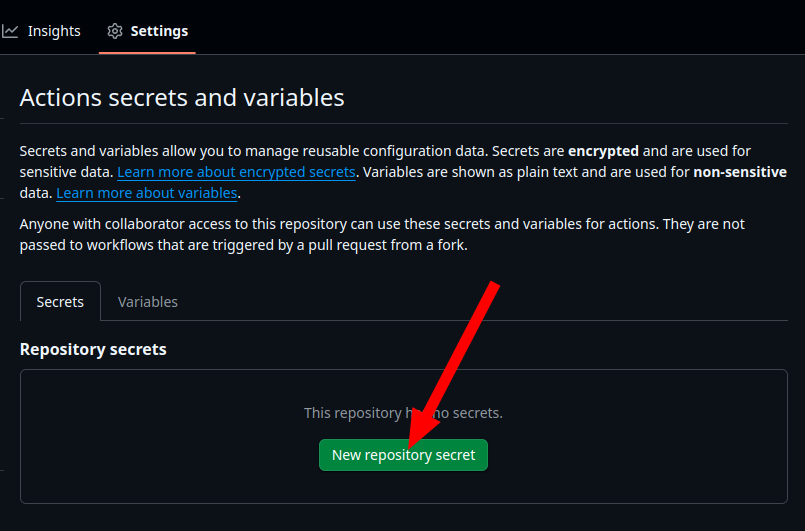 Insights
Settings
Actions secrets and variables
Secrets and variables allow you to manage reusable configuration data. Secrets are encrypted and are used for
sensitive data. Learn more about encrypted secrets. Variables are shown as plain text and are used for non-sensitive
data. Learn more about variables.
Anyone with collaborator access to this repository can use these secrets and variables for actions. They are not
passed to workflows that are triggered by a pull request from a fork.
Secrets
Variables
Repository secrets
This repository has no secrets.
New repository secret